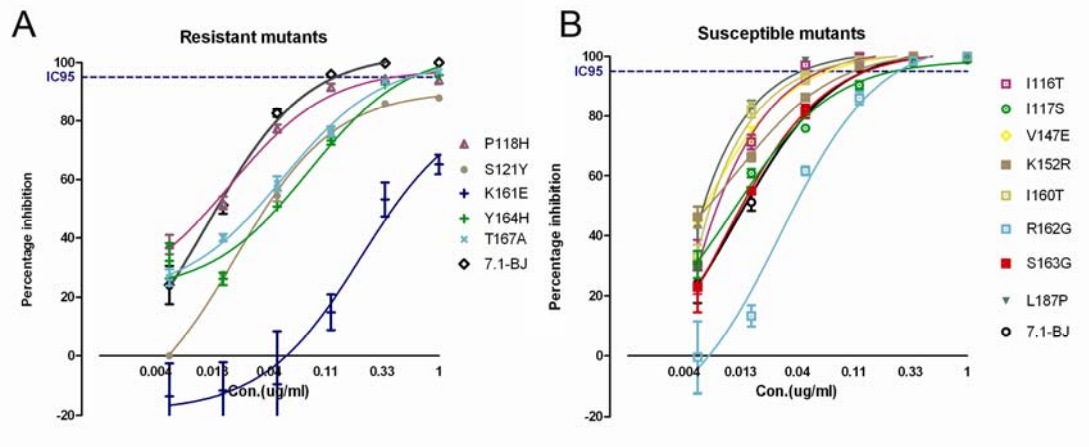 A
Resistant mutants
Percentage inhibition
100
IC95
80
60
40
20
0
-20
0.004 0.013 0.04 0.11 0.33 1
Con.(ug/ml)
P118H
S121Y
K161E
Y164H
T167A
7.1-BJ
B
Susceptible mutants
Percentage inhibition
100
IC95
80
60
40
20
0
-20
0.004 0.013 0.04 0.11 0.33 1
Con.(ug/ml)
I116T
I117S
V147E
K152R
I160T
R162G
S163G
L187P
7.1-BJ